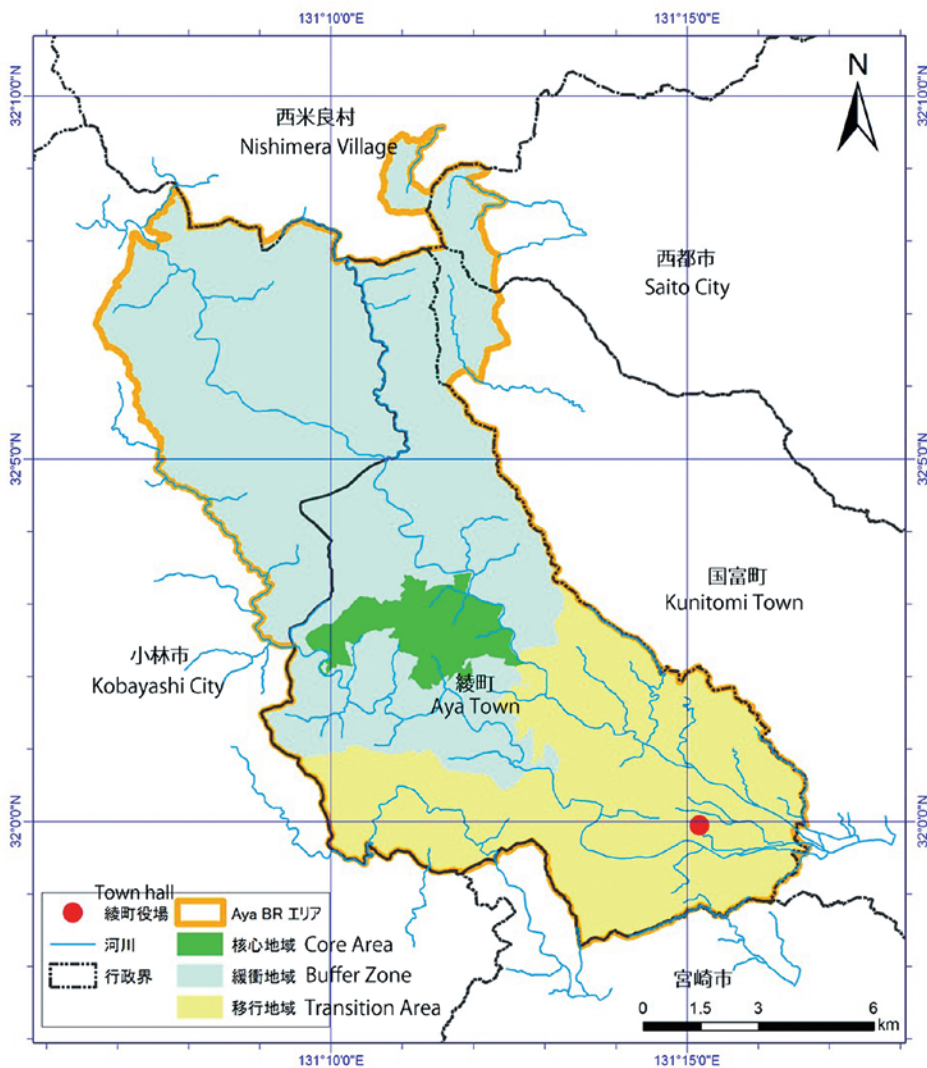 131°10'0"E
131°15'0"E
N
32°10'0"N
32°10'0"N
西米良村
Nishimera Village
西都市
Saito City
32°5'0"N
32°5'0"N
国富町
Kunitomi Town
小林市
Kobayashi City
綾町
Aya Town
32°0'0"N
32°0'0"N
Town hall
綾町役場
Aya BR エリア
河川
核心地域 Core Area
行政界
緩衝地域 Buffer Zone
移行地域 Transition Area
宮崎市
0 1.5 3 6
km
131°10'0"E
131°15'0"E